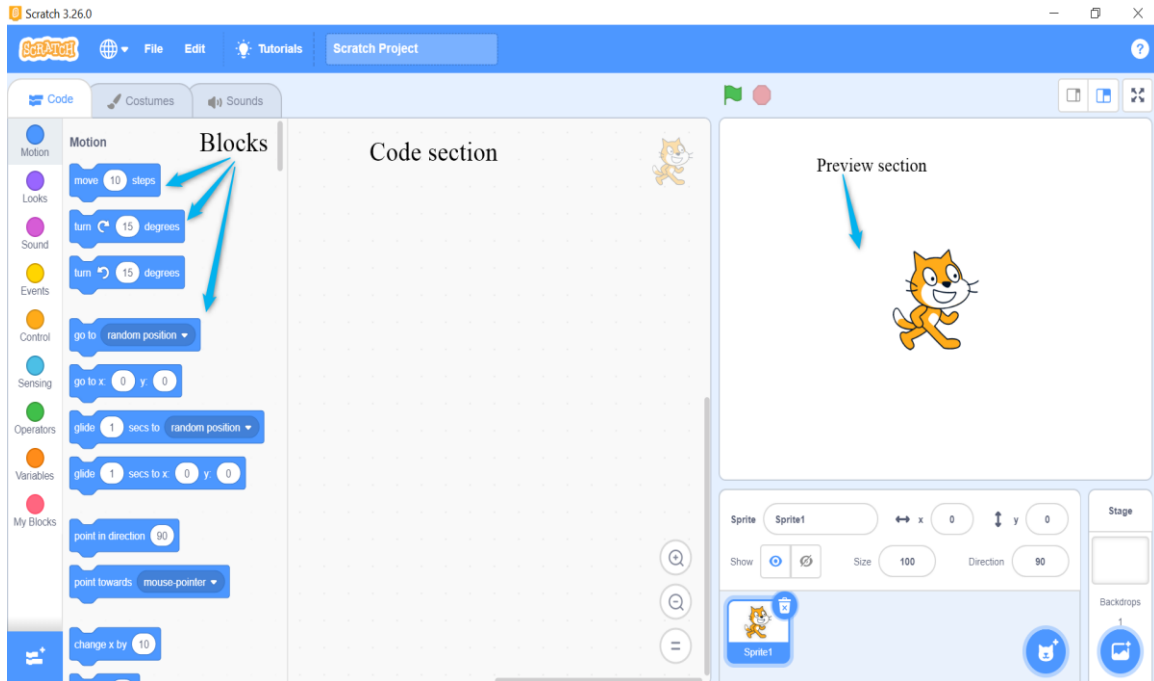 Scratch 3.26.0
SCRATCH
File
Edit
Tutorials
Scratch Project
?
Code
Costumes
Sounds
Motion
Looks
Sound
Events
Control
Sensing
Operators
Variables
My Blocks
Motion
Blocks
move 10 steps
turn 15 degrees
turn 15 degrees
go to random position
go to x: 0 y: 0
glide 1 secs to random position
glide 1 secs to x: 0 y: 0
point in direction 90
point towards mouse-pointer
change x by 10
Code section
Preview section
Sprite Sprite1 x 0 y 0
Show Size 100 Direction 90
Sprite1
Stage
Backdrops
1